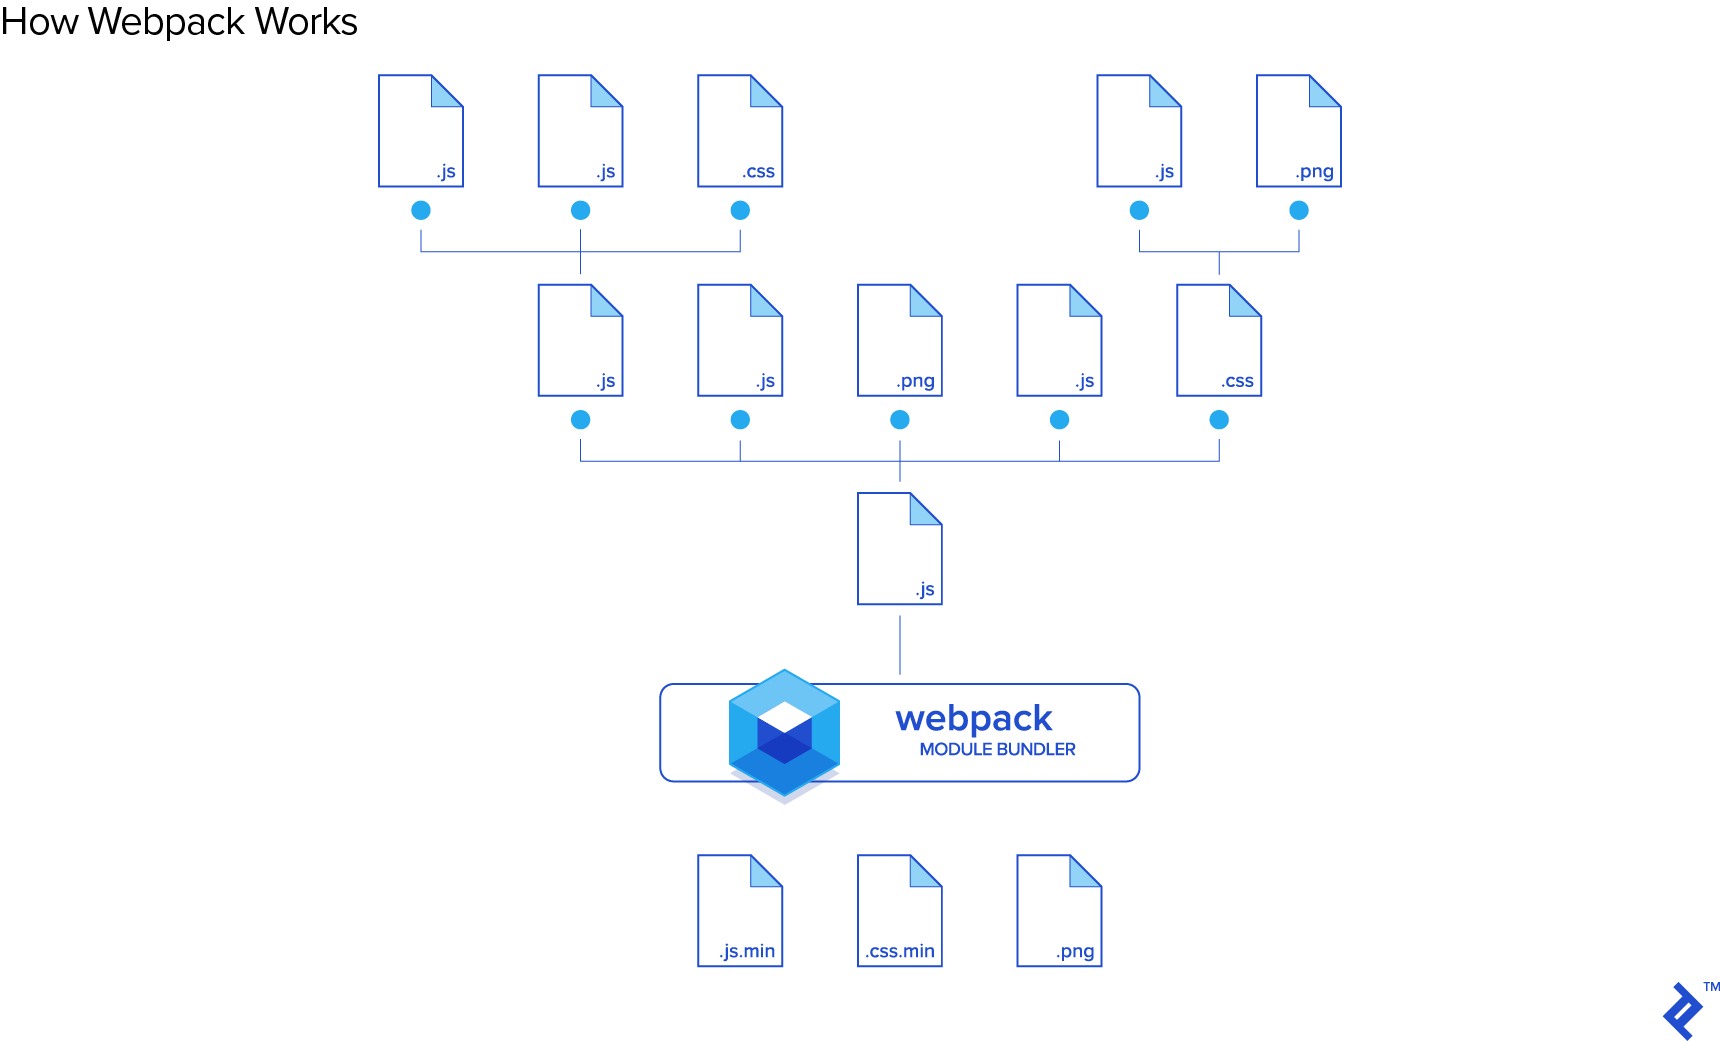 How Webpack Works
.js
.js
.css
.js
.png
.js
.js
.png
.js
.css
.js
webpack
MODULE BUNDLER
.js.min
.css.min
.png
TM